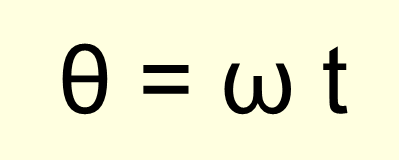 θ = ω t